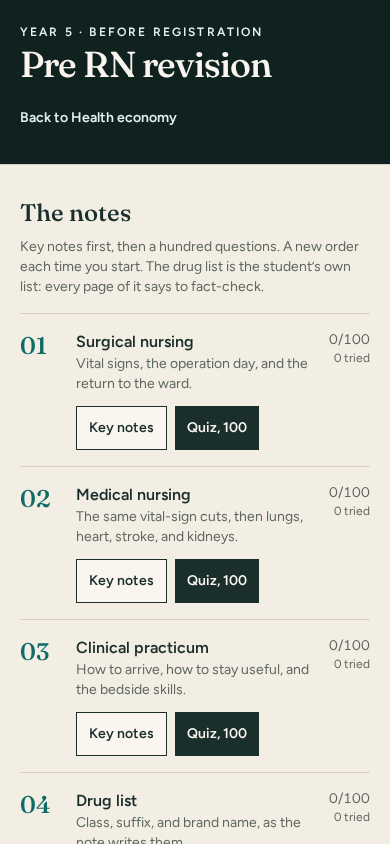 YEAR 5 · BEFORE REGISTRATION
Pre RN revision
Back to Health economy
The notes
Key notes first, then a hundred questions. A new order
each time you start. The drug list is the student's own
list: every page of it says to fact-check.
01
Surgical nursing
0/100
Vital signs, the operation day, and the
0 tried
return to the ward.
Key notes
Quiz, 100
02
Medical nursing
0/100
The same vital-sign cuts, then lungs,
0 tried
heart, stroke, and kidneys.
Key notes
Quiz, 100
03
Clinical practicum
0/100
How to arrive, how to stay useful, and
0 tried
the bedside skills.
Key notes
Quiz, 100
04
Drug list
0/100
Class, suffix, and brand name, as the
0 tried
note writes them.